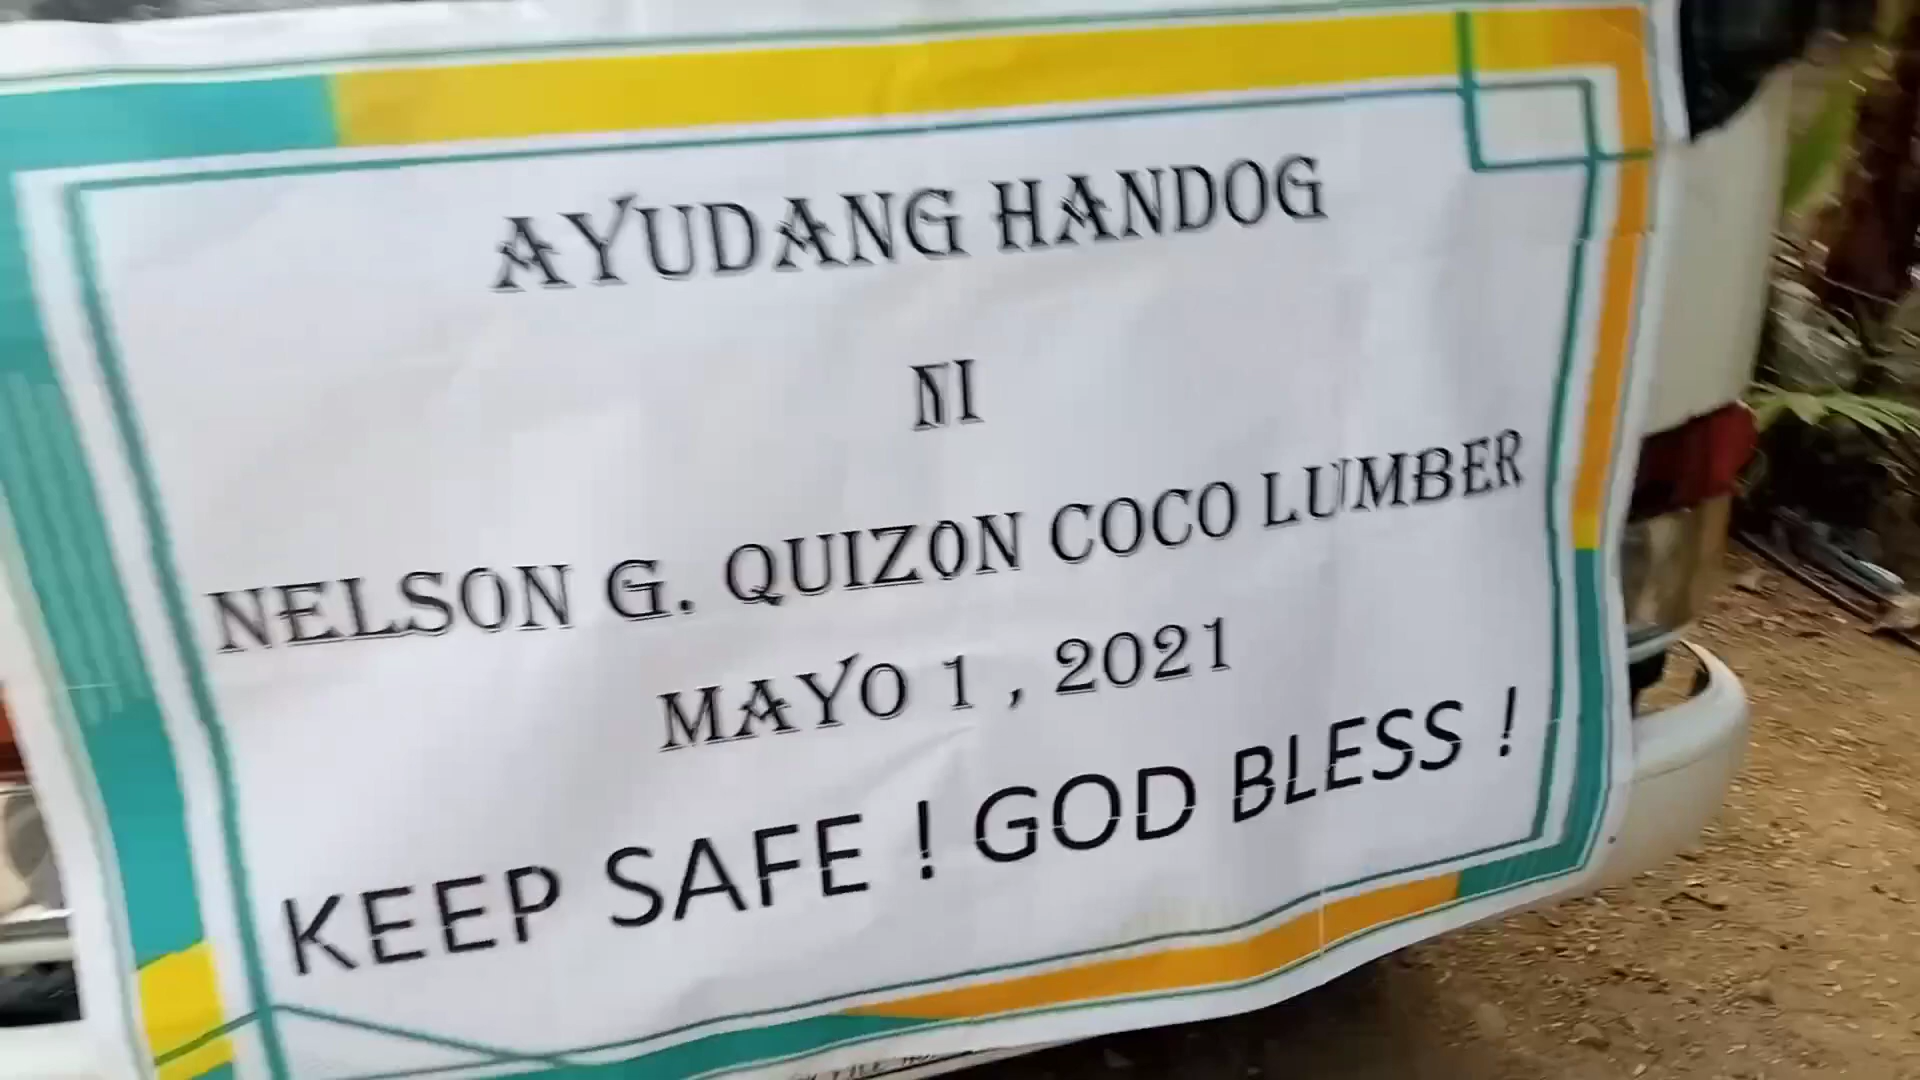 AYUDANG HANDOG
NI
NELSON G. QUIZON COCO LUMBER
MAYO 1 , 2021
KEEP SAFE ! GOD BLESS !